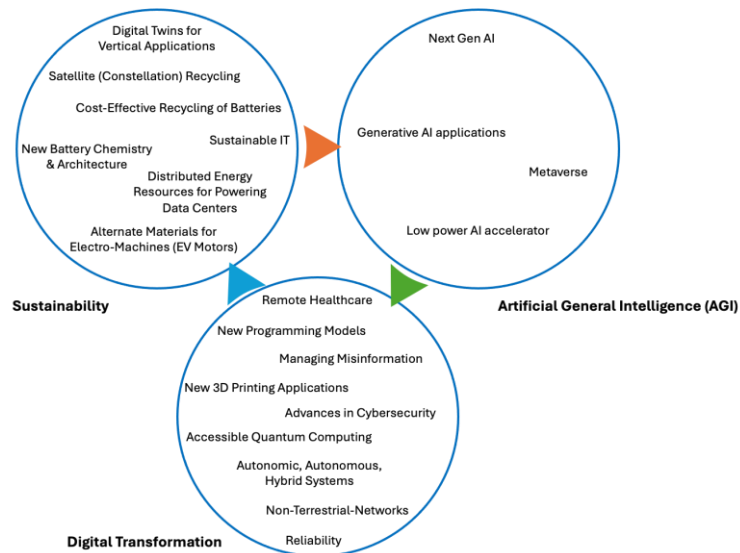 Digital Twins for
Vertical Applications
Satellite (Constellation) Recycling
Cost-Effective Recycling of Batteries
Sustainable IT
New Battery Chemistry
& Architecture
Distributed Energy
Resources for Powering
Data Centers
Alternate Materials for
Electro-Machines (EV Motors)
Sustainability
Next Gen AI
Generative AI applications
Metaverse
Low power AI accelerator
Artificial General Intelligence (AGI)
Remote Healthcare
New Programming Models
Managing Misinformation
New 3D Printing Applications
Advances in Cybersecurity
Accessible Quantum Computing
Autonomic, Autonomous,
Hybrid Systems
Non-Terrestrial-Networks
Reliability
Digital Transformation